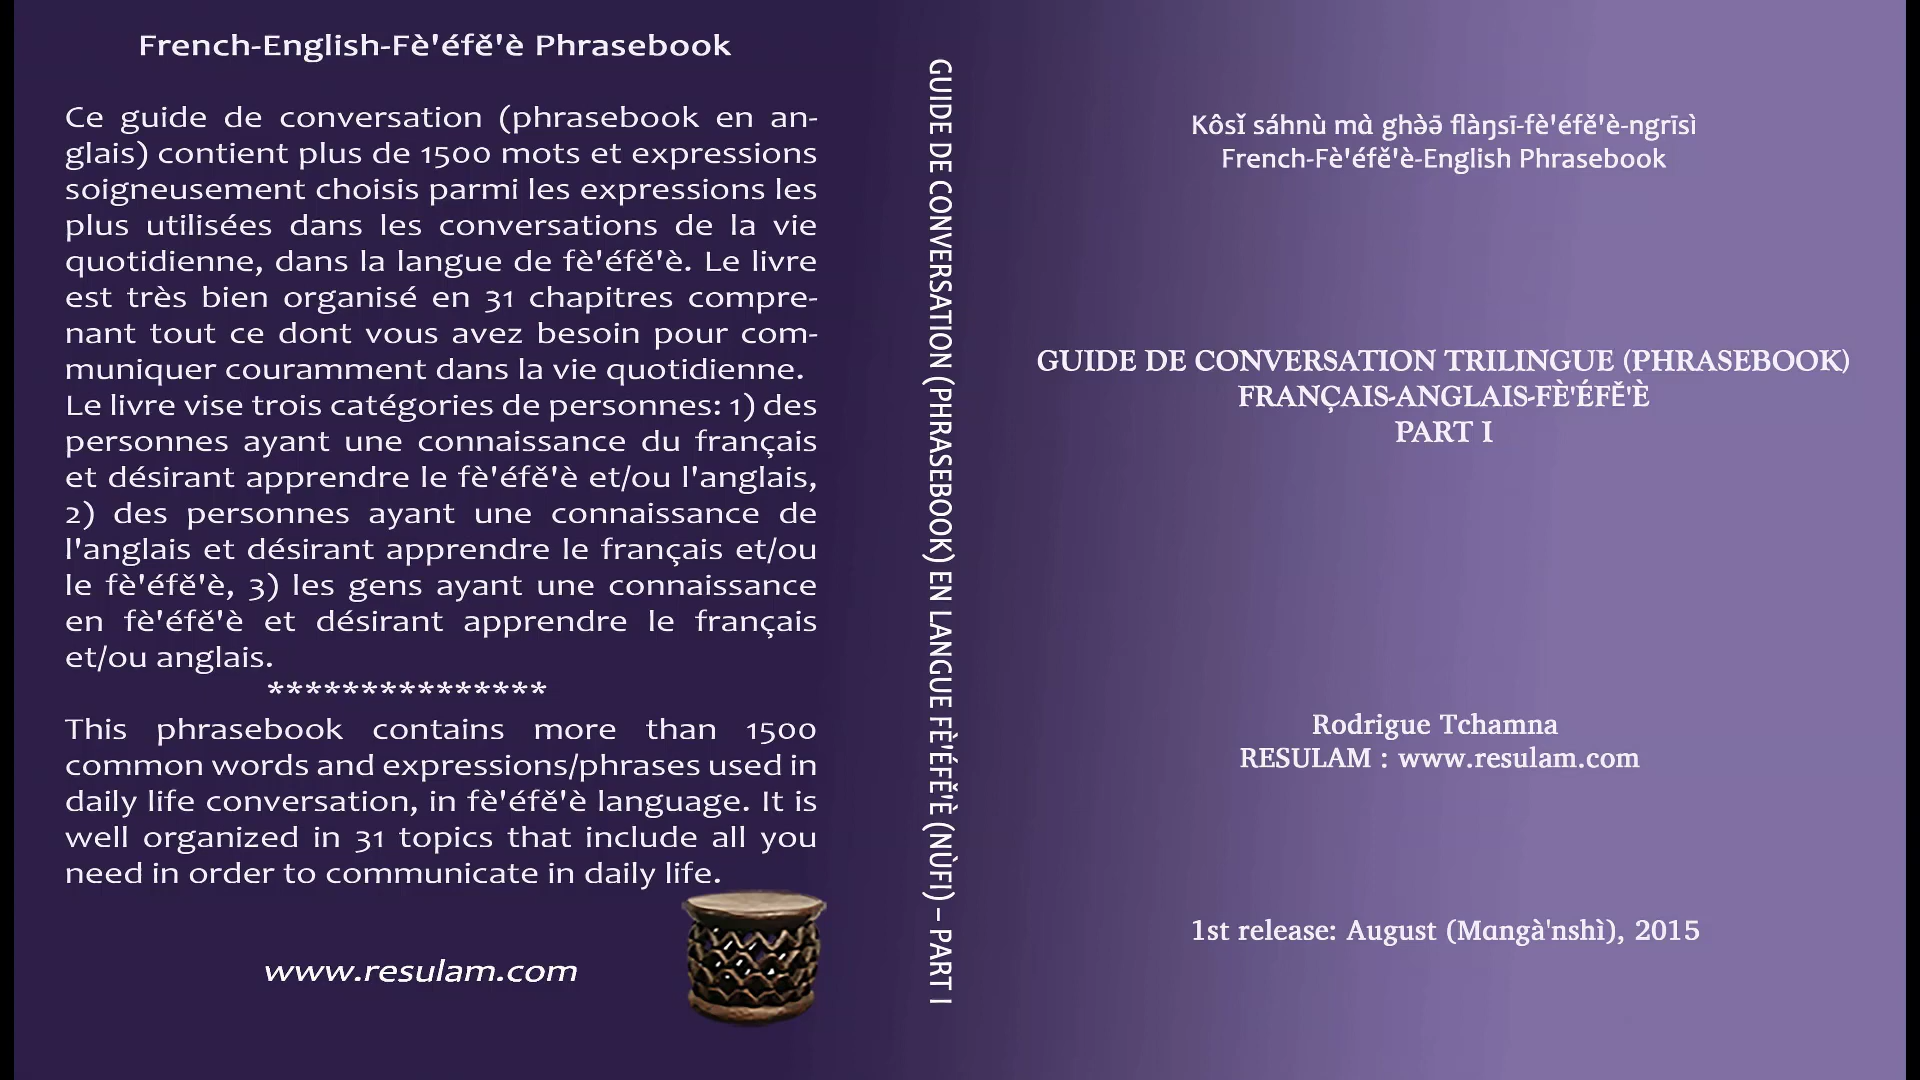 French-English-Fè'éfě'è Phrasebook
Ce guide de conversation (phrasebook en an-
glais) contient plus de 1500 mots et expressions
soigneusement choisis parmi les expressions les
plus utilisées dans les conversations de la vie
quotidienne, dans la langue de fè'éfě'è. Le livre
est très bien organisé en 31 chapitres compre-
nant tout ce dont vous avez besoin pour com-
muniquer couramment dans la vie quotidienne.
Le livre vise trois catégories de personnes: 1) des
personnes ayant une connaissance du français
et désirant apprendre le fè'éfě'è et/ou l'anglais,
2) des personnes ayant une connaissance de
l'anglais et désirant apprendre le français et/ou
le fè'éfě'è, 3) les gens ayant une connaissance
en fè'éfě'è et désirant apprendre le français
et/ou anglais.
***************
This phrasebook contains more than 1500
common words and expressions/phrases used in
daily life conversation, in fè'éfě'è language. It is
well organized in 31 topics that include all you
need in order to communicate in daily life.
www.resulam.com
GUIDE DE CONVERSATION (PHRASEBOOK) EN LANGUE FÈ'ÉFĚ'È (NÙFI) – PART I
Kôsǐ sáhnù mɑ̀ ghə̀ə̄ flàŋsī-fè'éfě'è-ngrīsì
French-Fè'éfě'è-English Phrasebook
GUIDE DE CONVERSATION TRILINGUE (PHRASEBOOK)
FRANÇAIS-ANGLAIS-FÈ'ÉFĚ'È
PART I
Rodrigue Tchamna
RESULAM : www.resulam.com
1st release: August (Mɑngà'nshì), 2015